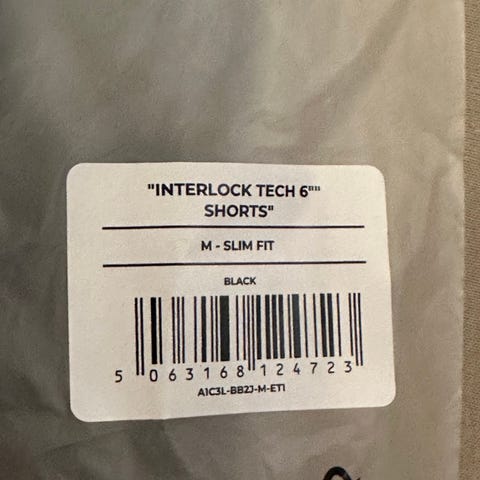 "INTERLOCK TECH 6""
SHORTS"
M - SLIM FIT
BLACK
5 063168 124723
A1C3L-BB2J-M-ET1